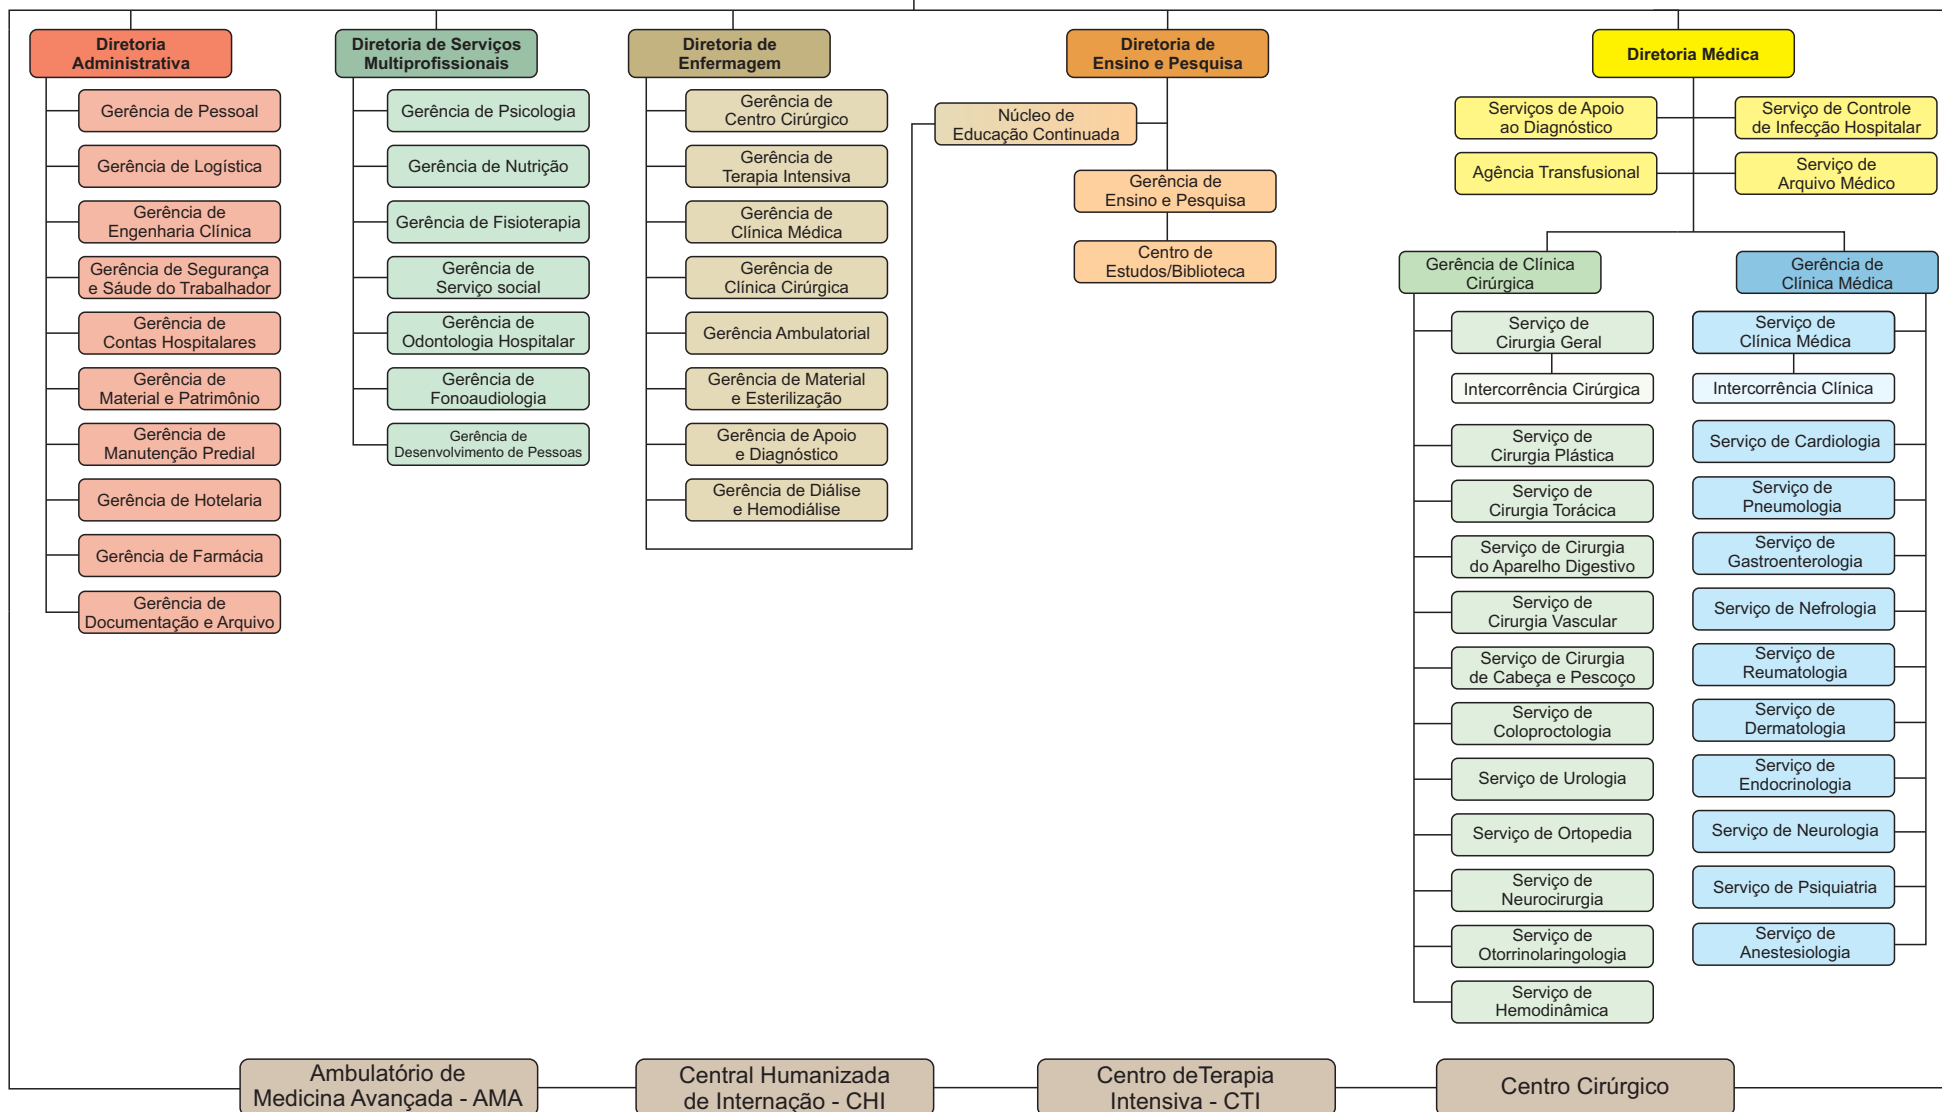 Diretoria
Administrativa
Gerência de Pessoal
Gerência de Logística
Gerência de
Engenharia Clínica
Gerência de Segurança
e Sáude do Trabalhador
Gerência de
Contas Hospitalares
Gerência de
Material e Patrimônio
Gerência de
Manutenção Predial
Gerência de Hotelaria
Gerência de Farmácia
Gerência de
Documentação e Arquivo
Diretoria de Serviços
Multiprofissionais
Gerência de Psicologia
Gerência de Nutrição
Gerência de Fisioterapia
Gerência de
Serviço social
Gerência de
Odontologia Hospitalar
Gerência de
Fonoaudiologia
Gerência de
Desenvolvimento de Pessoas
Diretoria de
Enfermagem
Gerência de
Centro Cirúrgico
Gerência de
Terapia Intensiva
Gerência de
Clínica Médica
Gerência de
Clínica Cirúrgica
Gerência Ambulatorial
Gerência de Material
e Esterilização
Gerência de Apoio
e Diagnóstico
Gerência de Diálise
e Hemodiálise
Diretoria de
Ensino e Pesquisa
Núcleo de
Educação Continuada
Gerência de
Ensino e Pesquisa
Centro de
Estudos/Biblioteca
Diretoria Médica
Serviços de Apoio
ao Diagnóstico
Serviço de Controle
de Infecção Hospitalar
Agência Transfusional
Serviço de
Arquivo Médico
Gerência de Clínica
Cirúrgica
Serviço de
Cirurgia Geral
Intercorrência Cirúrgica
Serviço de
Cirurgia Plástica
Serviço de
Cirurgia Torácica
Serviço de Cirurgia
do Aparelho Digestivo
Serviço de
Cirurgia Vascular
Serviço de Cirurgia
de Cabeça e Pescoço
Serviço de
Coloproctologia
Serviço de Urologia
Serviço de Ortopedia
Serviço de
Neurocirurgia
Serviço de
Otorrinolaringologia
Serviço de
Hemodinâmica
Gerência de
Clínica Médica
Serviço de
Clínica Médica
Intercorrência Clínica
Serviço de Cardiologia
Serviço de
Pneumologia
Serviço de
Gastroenterologia
Serviço de Nefrologia
Serviço de
Reumatologia
Serviço de
Dermatologia
Serviço de
Endocrinologia
Serviço de Neurologia
Serviço de Psiquiatria
Serviço de
Anestesiologia
Ambulatório de
Medicina Avançada - AMA
Central Humanizada
de Internação - CHI
Centro deTerapia
Intensiva - CTI
Centro Cirúrgico